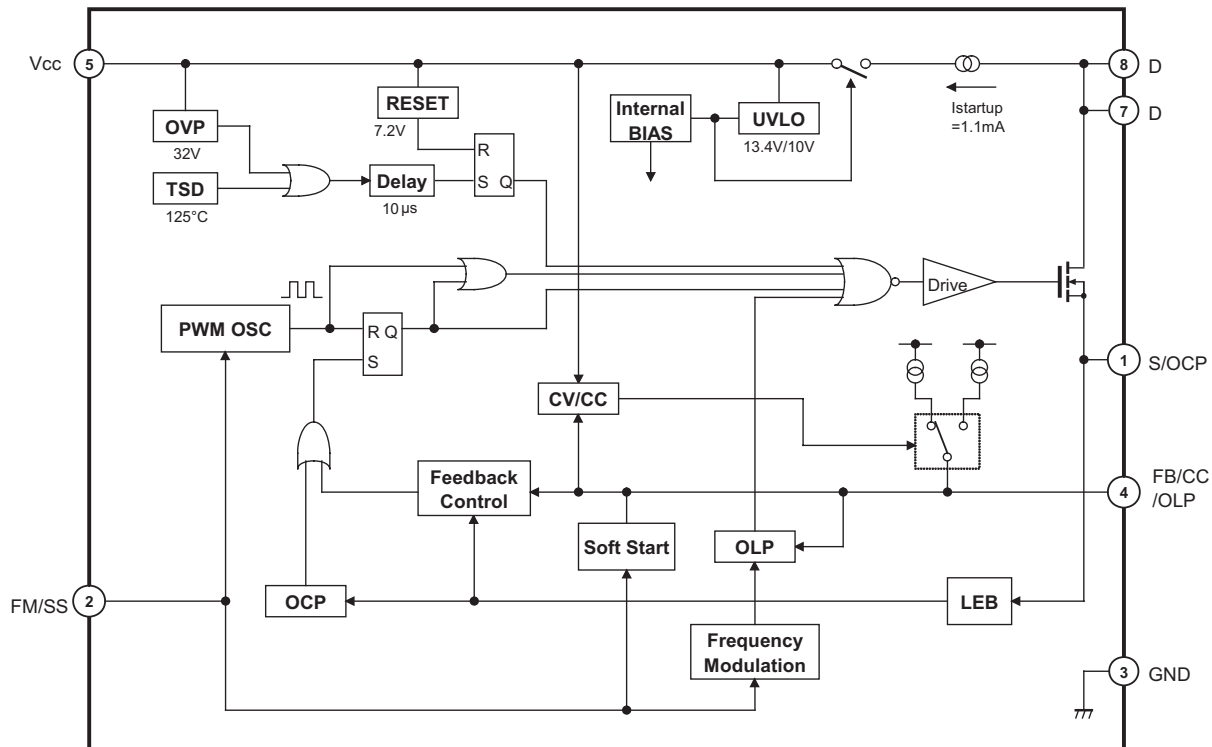 Vcc
5
8
D
7
D
Istartup
=1.1mA
RESET
7.2V
Internal
BIAS
UVLO
13.4V/10V
OVP
32V
TSD
125°C
Delay
10µs
R
S Q
PWM OSC
R Q
S
Drive
1
S/OCP
CV/CC
Feedback
Control
4
FB/CC
/OLP
Soft Start
OLP
FM/SS
2
OCP
LEB
Frequency
Modulation
3
GND